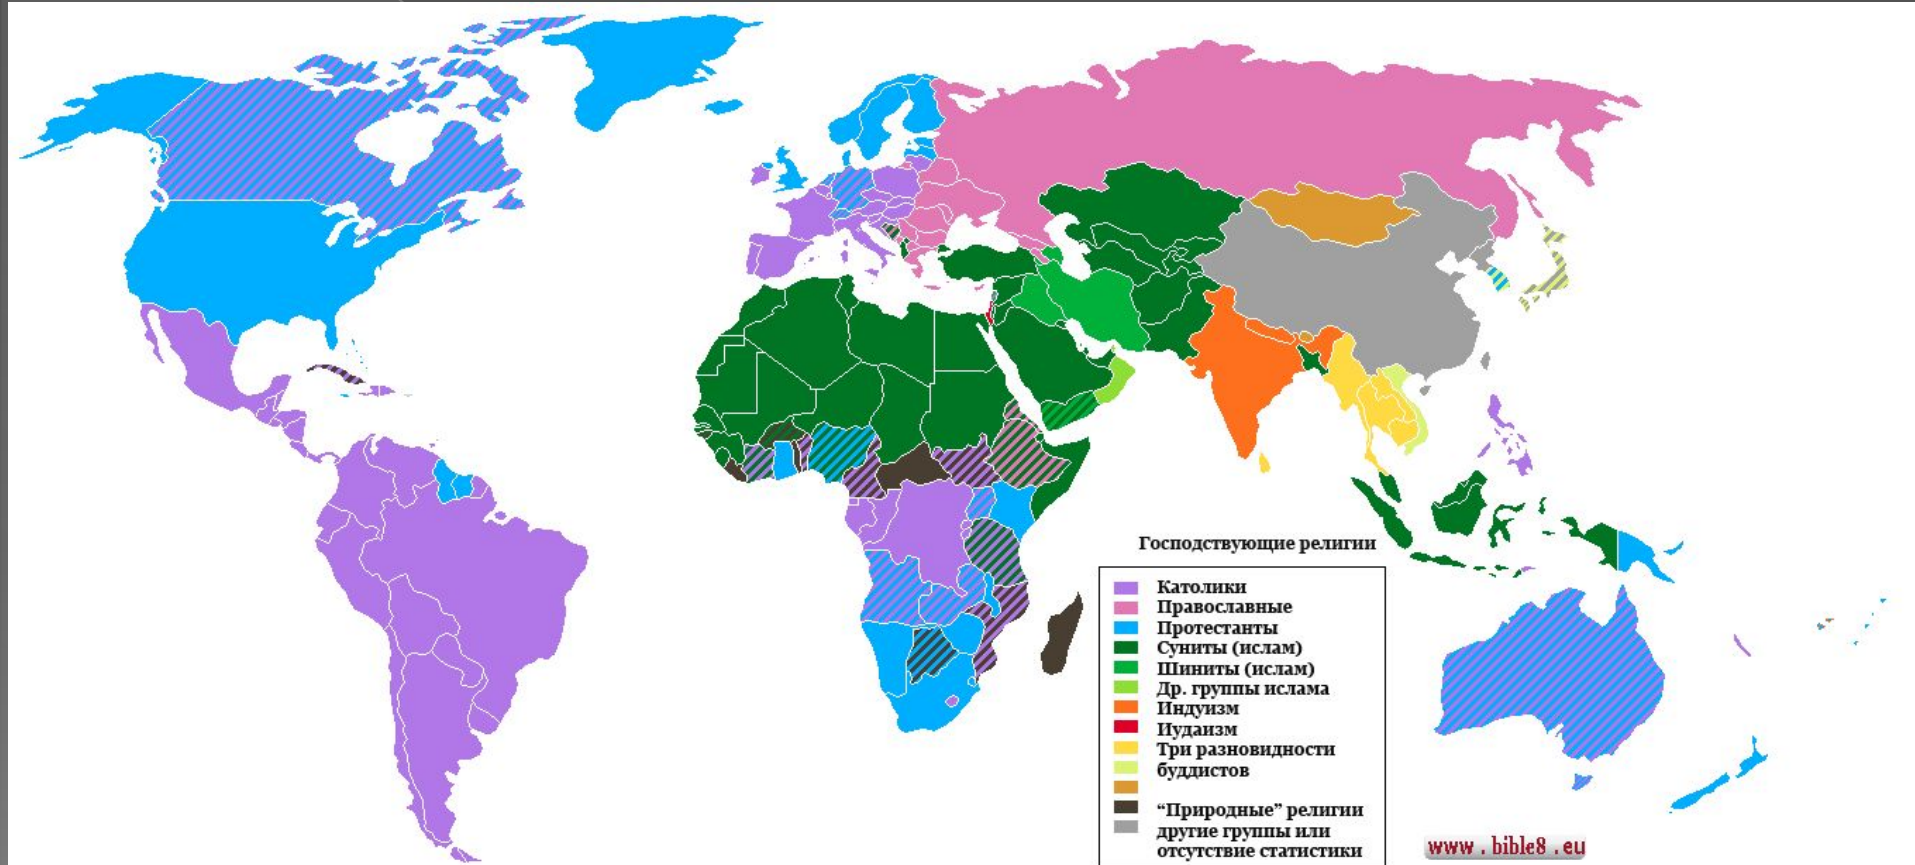 Господствующие религии
Католики
Православные
Протестанты
Суниты (ислам)
Шиниты (ислам)
Др. группы ислама
Индуизм
Иудаизм
Три разновидности
буддистов
“Природные” религии
другие группы или
отсутствие статистики
www . bible8 . eu